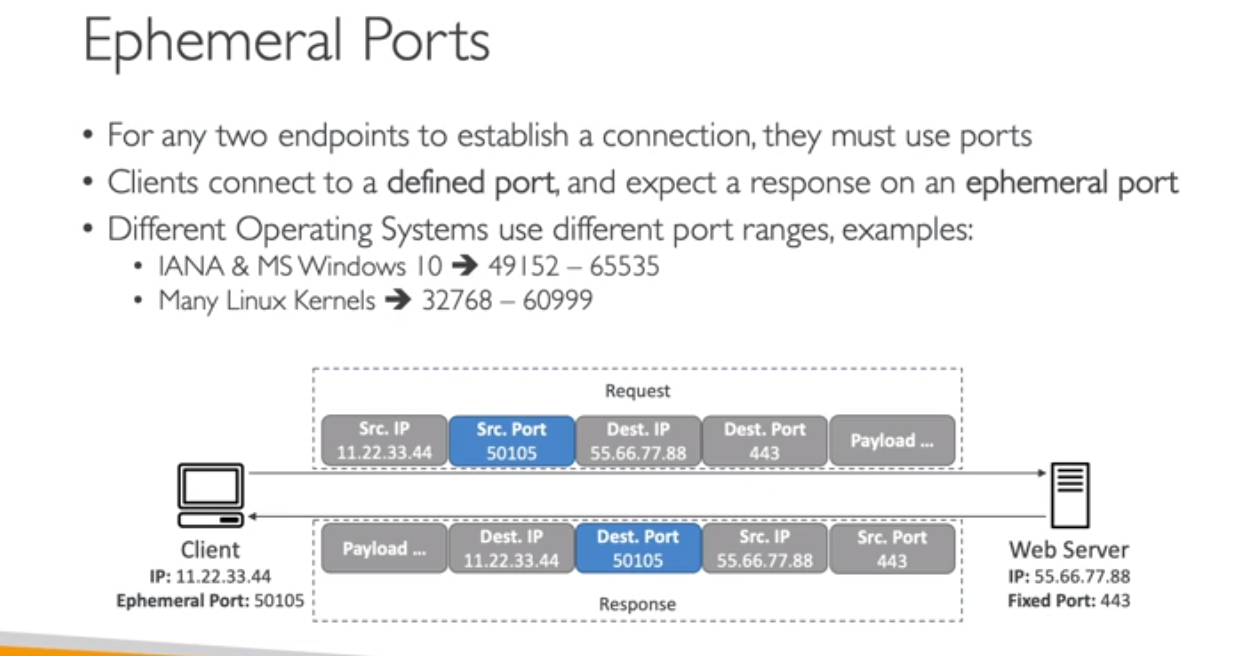 Ephemeral Ports
• For any two endpoints to establish a connection, they must use ports
• Clients connect to a defined port, and expect a response on an ephemeral port
• Different Operating Systems use different port ranges, examples:
• IANA & MS Windows 10 ➔ 49152 – 65535
• Many Linux Kernels ➔ 32768 – 60999
Request
Src. IP Src. Port Dest. IP Dest. Port Payload ...
11.22.33.44 50105 55.66.77.88 443
Payload ... Dest. IP Dest. Port Src. IP Src. Port
11.22.33.44 50105 55.66.77.88 443
Response
Client
IP: 11.22.33.44
Ephemeral Port: 50105
Web Server
IP: 55.66.77.88
Fixed Port: 443